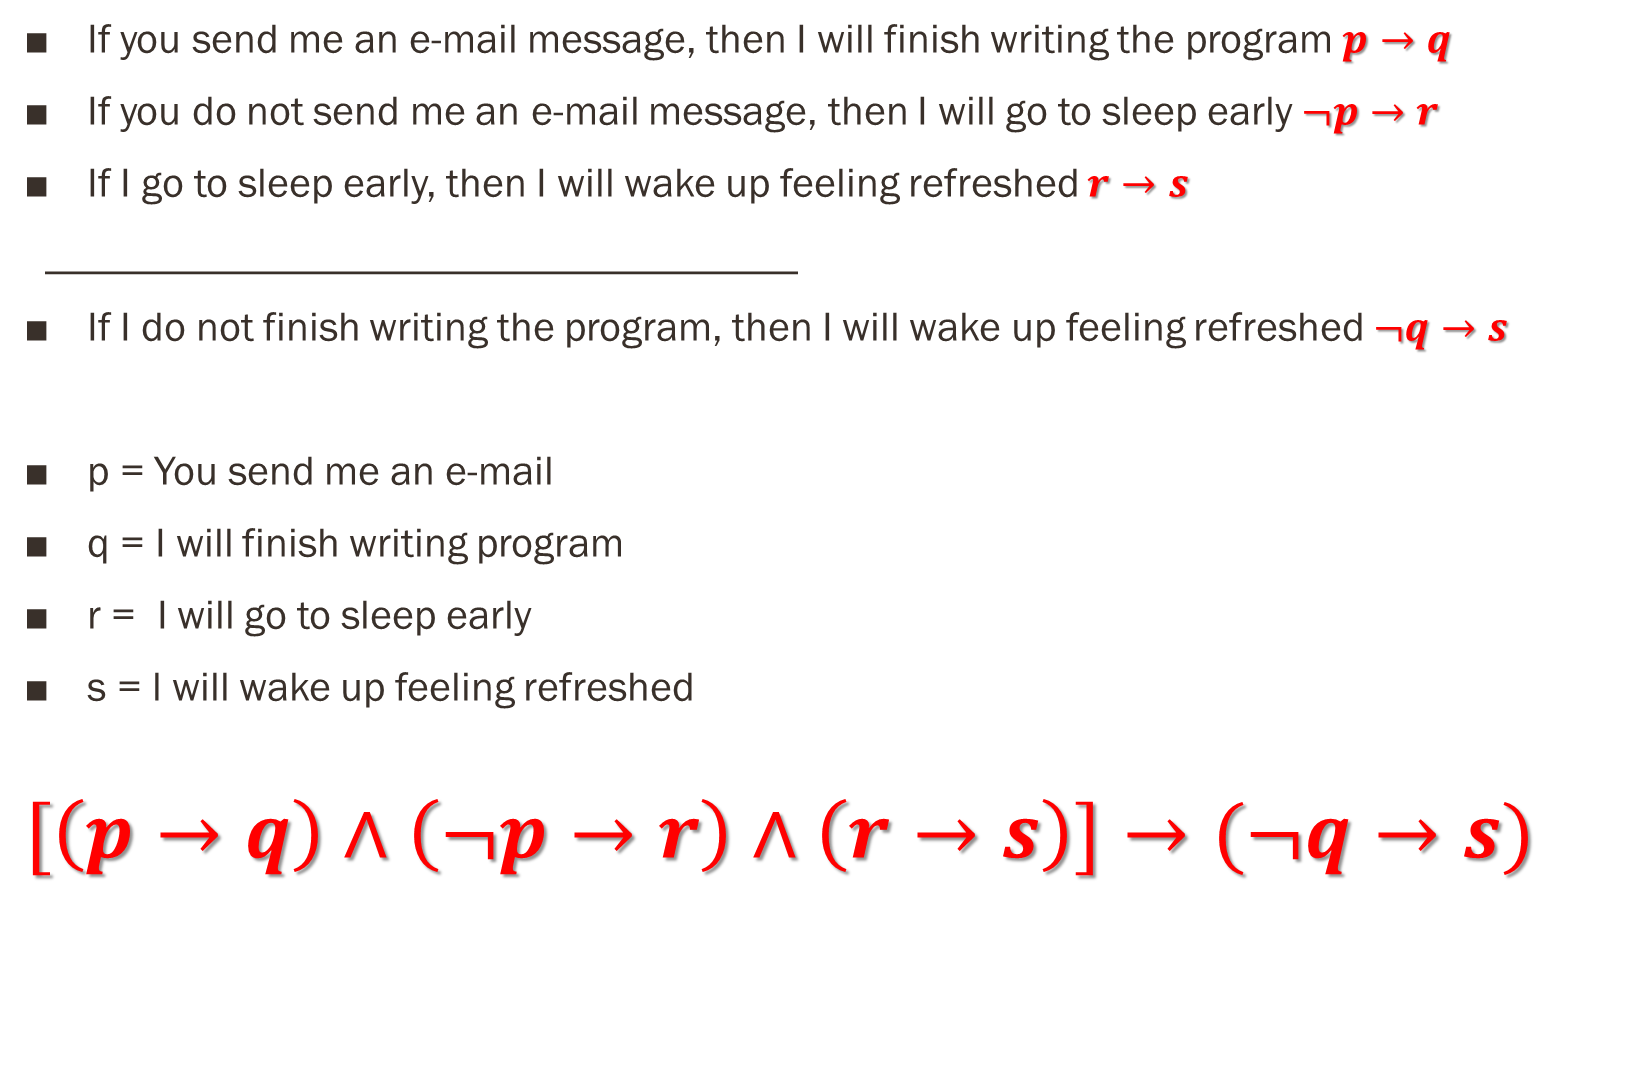 ▪ If you send me an e-mail message, then I will finish writing the program p → q
▪ If you do not send me an e-mail message, then I will go to sleep early ¬p → r
▪ If I go to sleep early, then I will wake up feeling refreshed r → s
▪ If I do not finish writing the program, then I will wake up feeling refreshed ¬q → s
▪ p = You send me an e-mail
▪ q = I will finish writing program
▪ r = I will go to sleep early
▪ s = I will wake up feeling refreshed
[(p → q) ∧ (¬p → r) ∧ (r → s)] → (¬q → s)